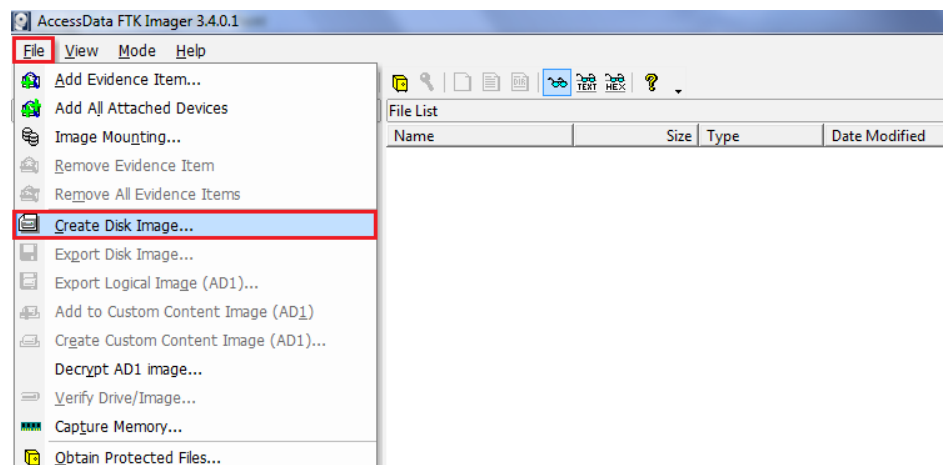 AccessData FTK Imager 3.4.0.1
File View Mode Help
Add Evidence Item...
Add All Attached Devices
File List
Image Mounting...
Name Size Type Date Modified
Remove Evidence Item
Remove All Evidence Items
Create Disk Image...
Export Disk Image...
Export Logical Image (AD1)...
Add to Custom Content Image (AD1)
Create Custom Content Image (AD1)...
Decrypt AD1 image...
Verify Drive/Image...
Capture Memory...
Obtain Protected Files...
TEXT HEX